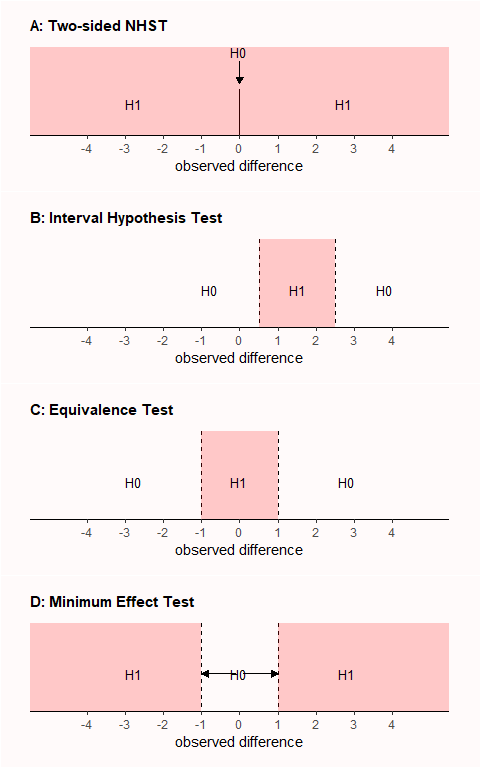 A: Two-sided NHST
H0
H1 H1
-4 -3 -2 -1 0 1 2 3 4
observed difference
B: Interval Hypothesis Test
H0 H1 H0
-4 -3 -2 -1 0 1 2 3 4
observed difference
C: Equivalence Test
H0 H1 H0
-4 -3 -2 -1 0 1 2 3 4
observed difference
D: Minimum Effect Test
H1 H0 H1
-4 -3 -2 -1 0 1 2 3 4
observed difference